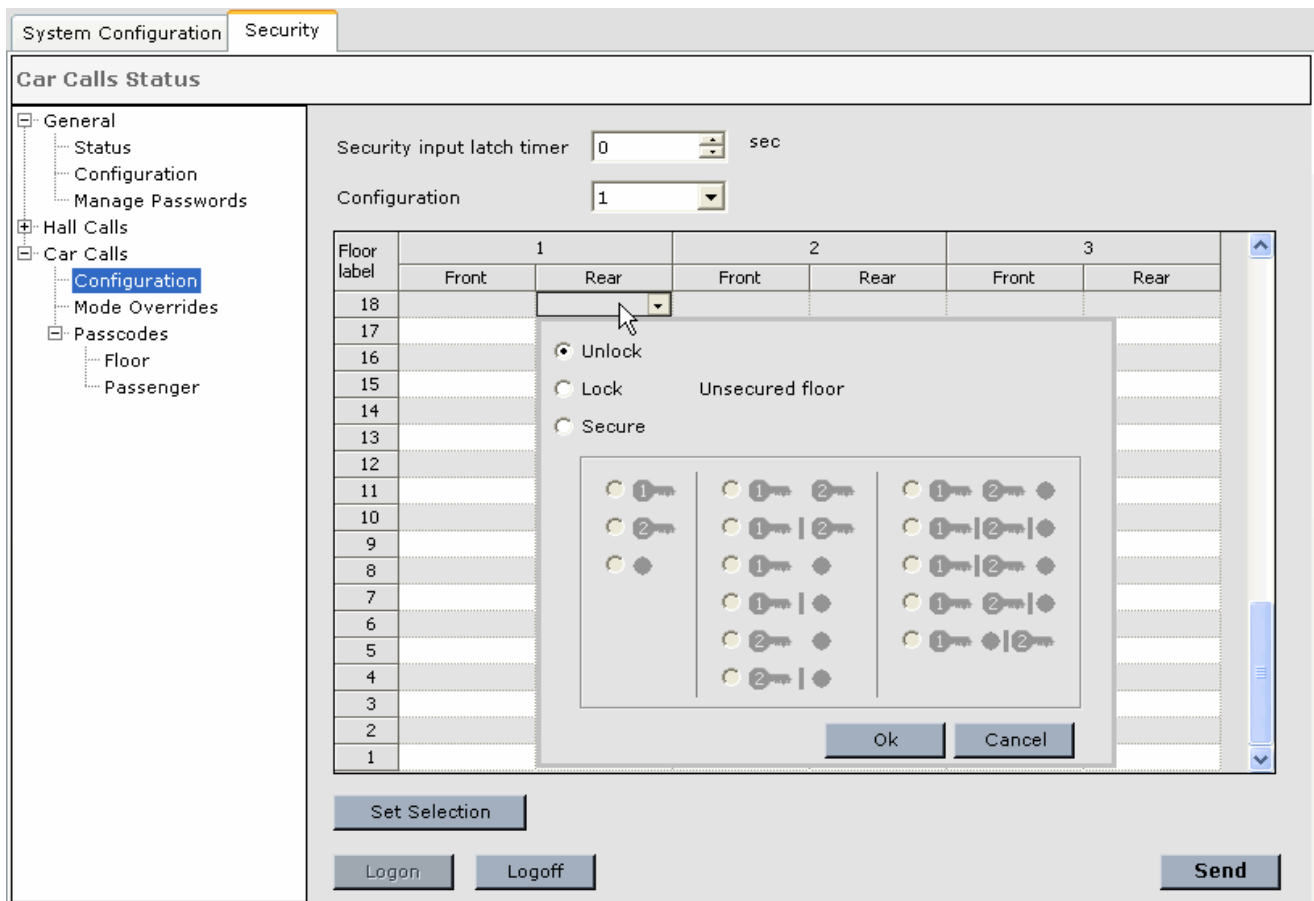 System Configuration Security
Car Calls Status
General
Status
Configuration
Manage Passwords
Hall Calls
Car Calls
Configuration
Mode Overrides
Passcodes
Floor
Passenger
Security input latch timer 0 sec
Configuration 1
Floor label 1 2 3
Front Rear Front Rear Front Rear
18
17
16
15
14
13
12
11
10
9
8
7
6
5
4
3
2
1
Unlock
Lock Unsecured floor
Secure
1 1 2 1 2
2 1 | 2 1 | 2 |
1 1 | 2
1 | 1 2 |
2 1 | 2
2 |
Ok Cancel
Set Selection
Logon Logoff Send